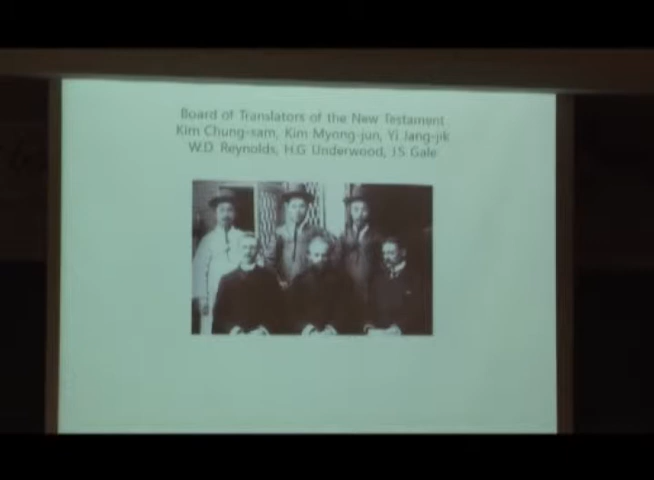 Board of Translators of the New Testament
Kim Chung-sam, Kim Myong-jun, Yi Jang-jik
W.D. Reynolds, H.G Underwood, J.S Gale